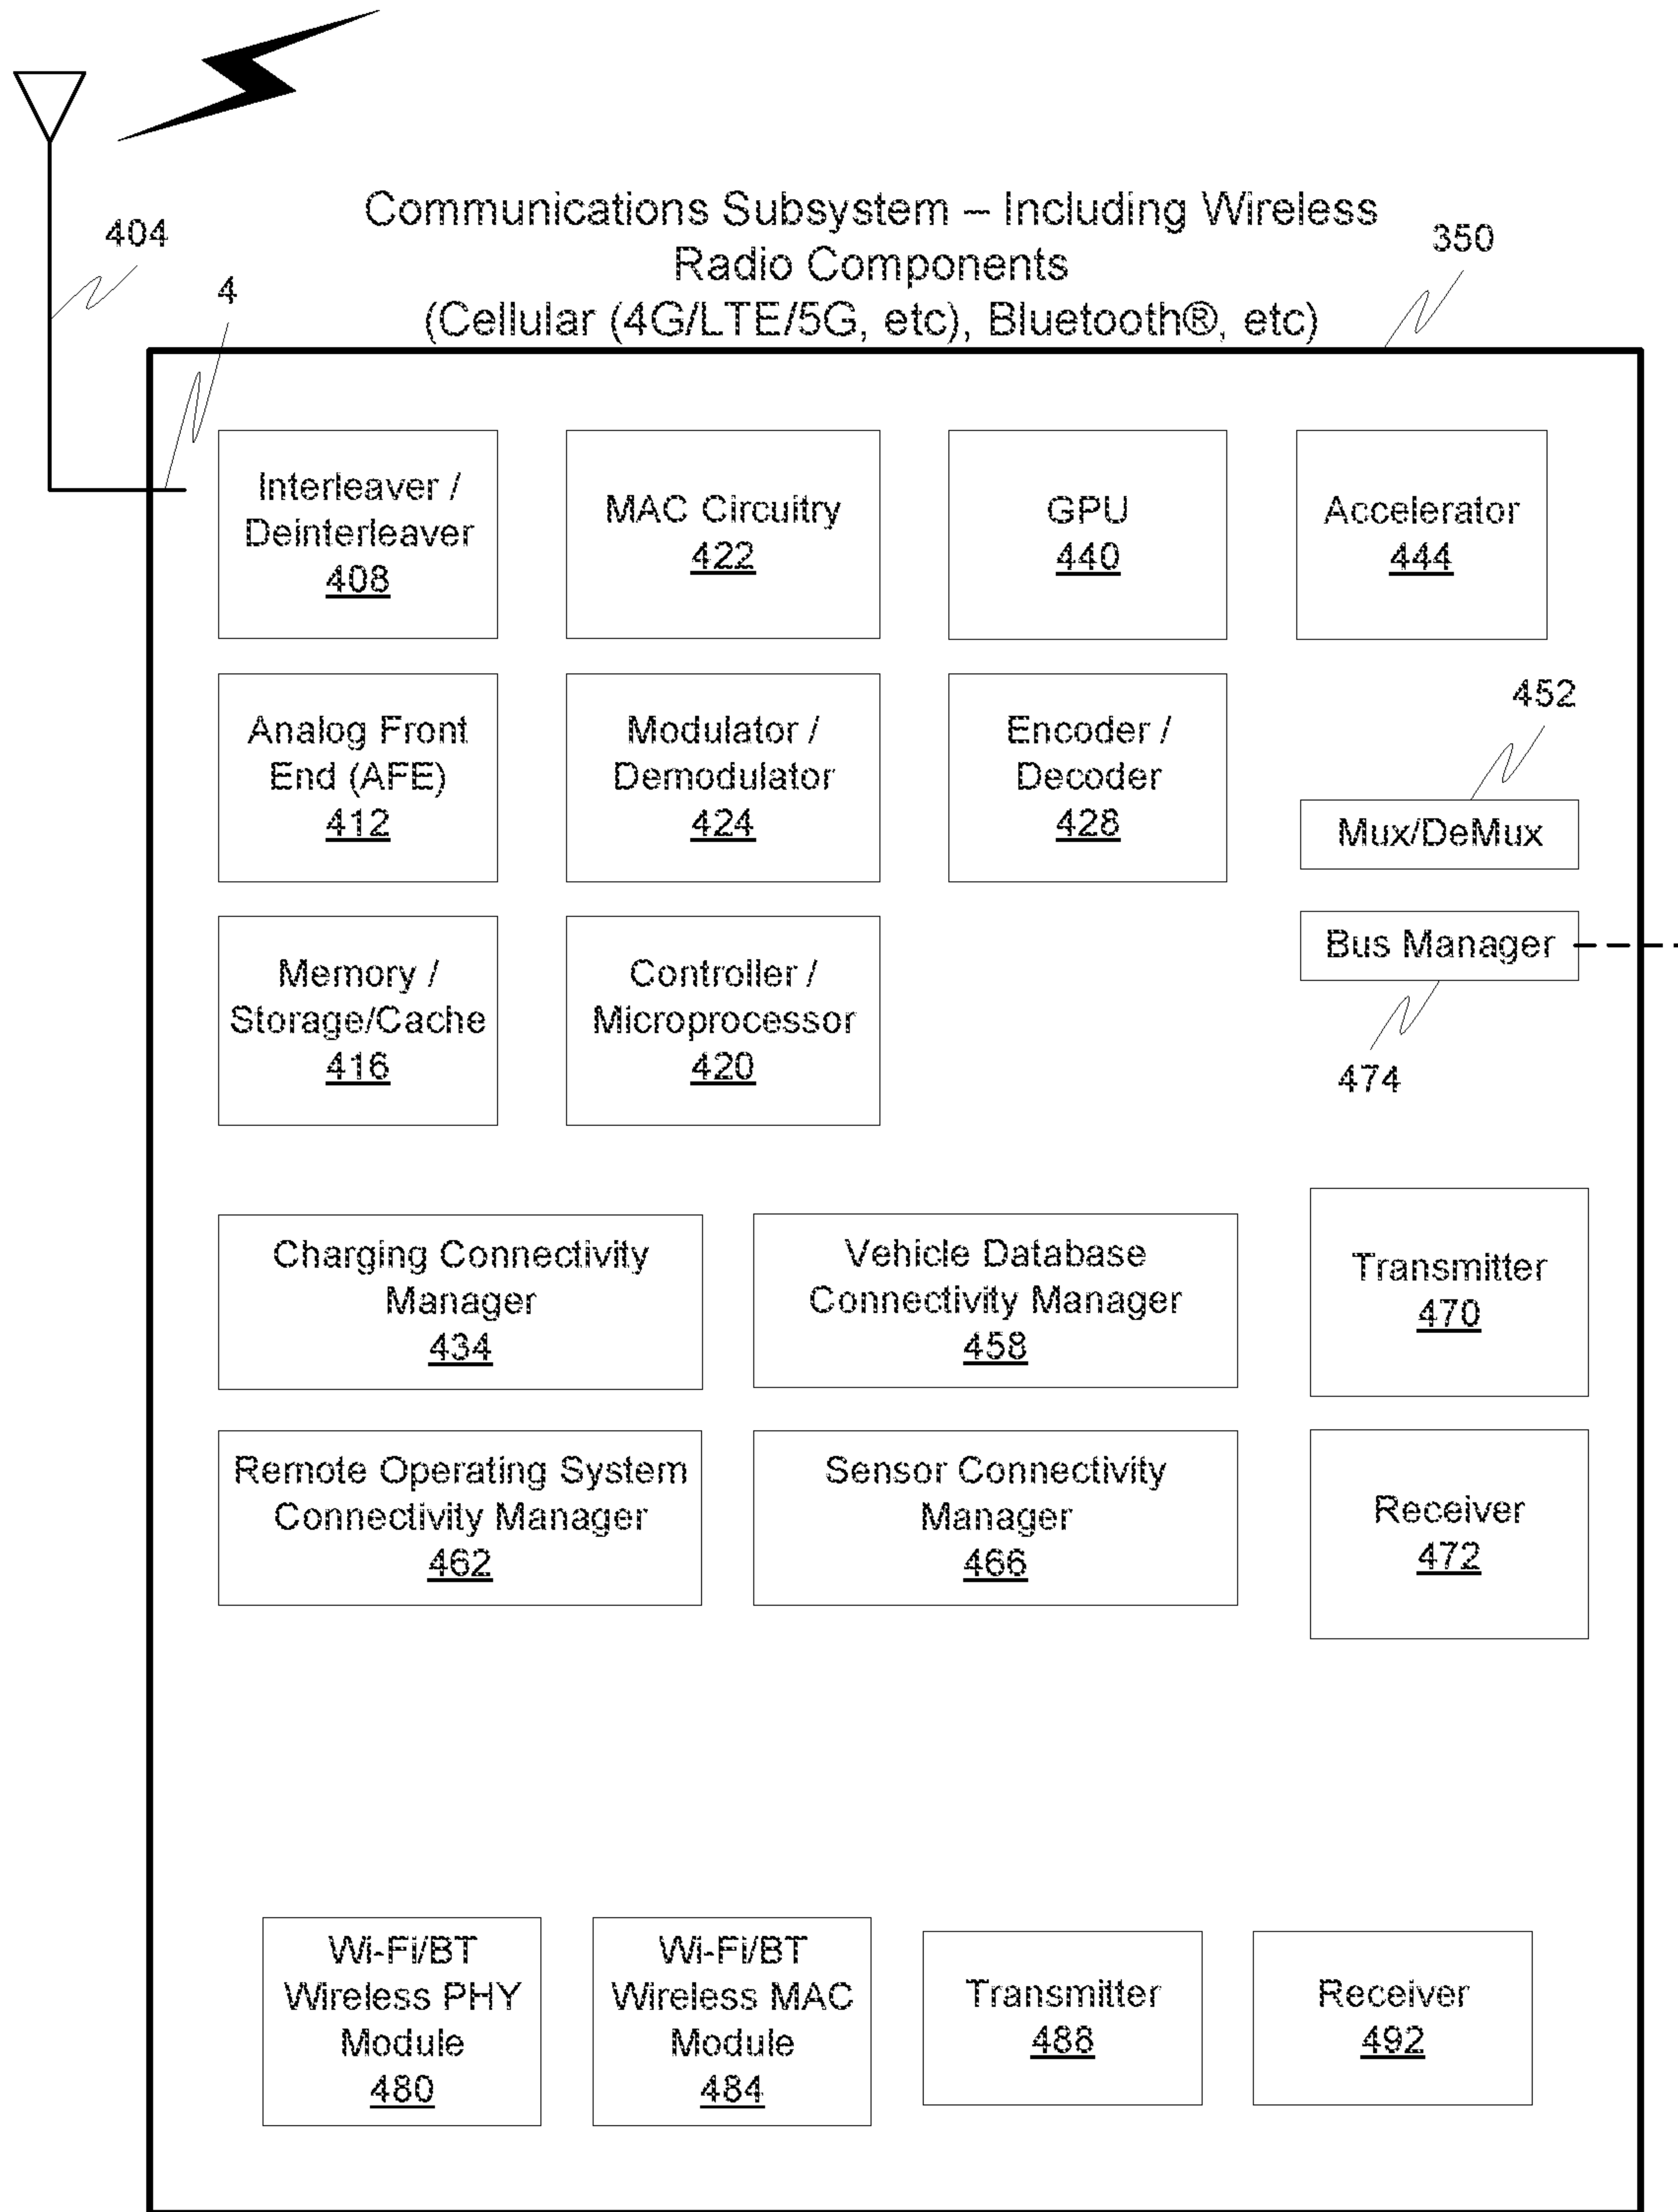 Communications Subsystem – Including Wireless
Radio Components
(Cellular (4G/LTE/5G, etc), Bluetooth®, etc)
404
4
350
Interleaver /
Deinterleaver
408
MAC Circuitry
422
GPU
440
Accelerator
444
Analog Front
End (AFE)
412
Modulator /
Demodulator
424
Encoder /
Decoder
428
452
Mux/DeMux
Memory /
Storage/Cache
416
Controller /
Microprocessor
420
Bus Manager
474
Charging Connectivity
Manager
434
Vehicle Database
Connectivity Manager
458
Transmitter
470
Remote Operating System
Connectivity Manager
462
Sensor Connectivity
Manager
466
Receiver
472
Wi-Fi/BT
Wireless PHY
Module
480
Wi-Fi/BT
Wireless MAC
Module
484
Transmitter
488
Receiver
492